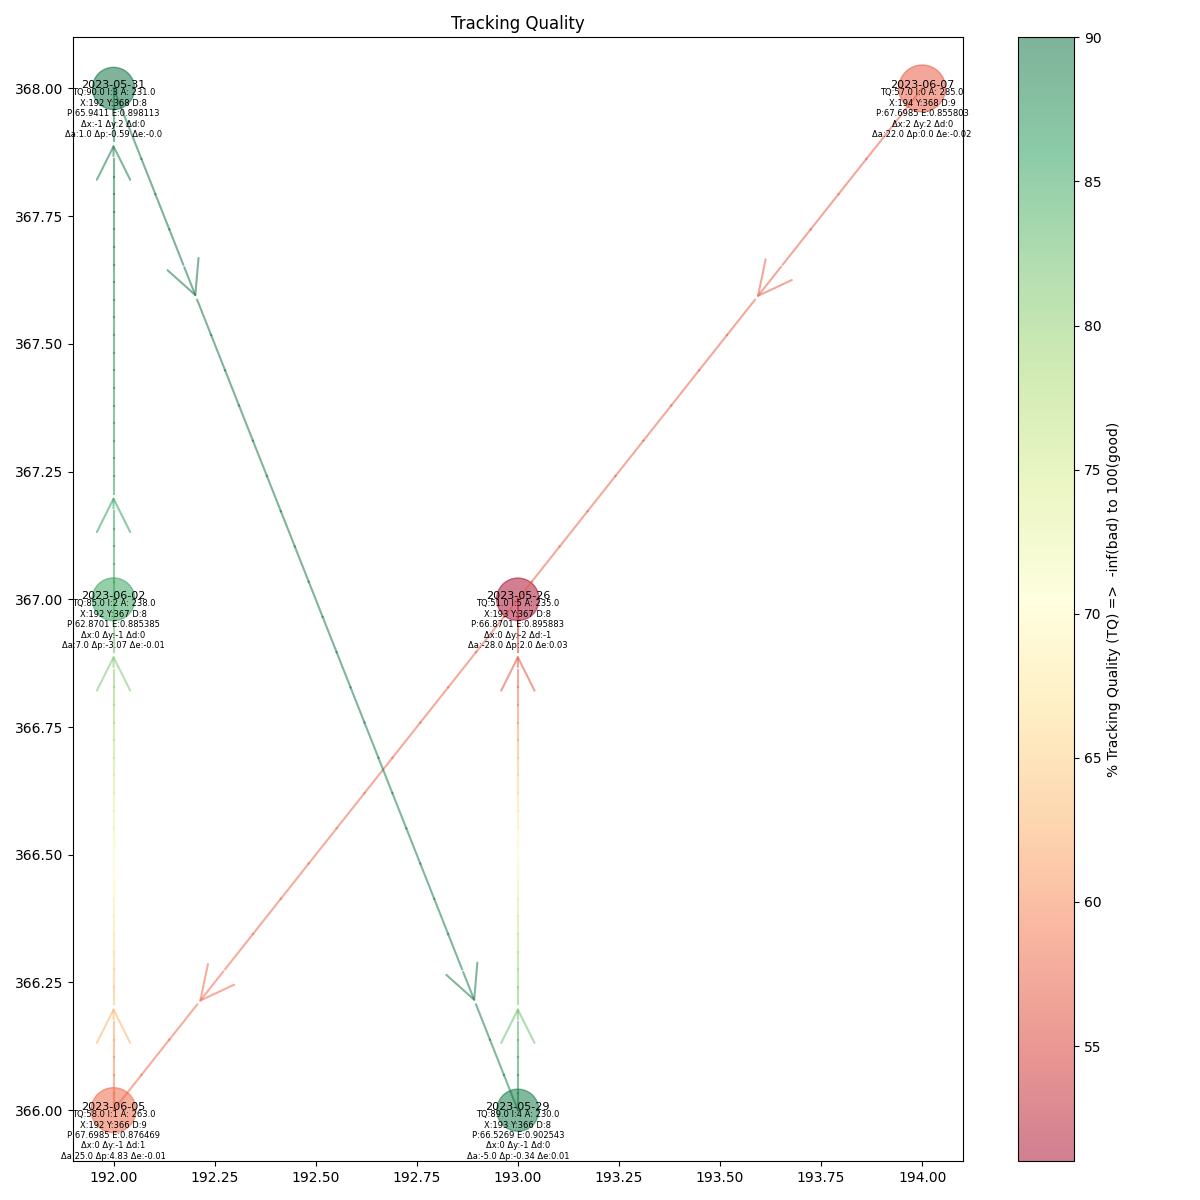 Tracking Quality
368.00
367.75
367.50
367.25
367.00
366.75
366.50
366.25
366.00
2023-05-31
TQ:90.0 I:3 A: 231.0
X:192 Y:368 D:8
P:65.9411 E:0.898113
Δx:-1 Δy:2 Δd:0
Δa:1.0 Δp:-0.59 Δe:-0.0
2023-06-07
TQ:57.0 I:0 A: 285.0
X:194 Y:368 D:9
P:67.6985 E:0.855803
Δx:2 Δy:2 Δd:0
Δa:22.0 Δp:0.0 Δe:-0.02
2023-06-02
TQ:85.0 I:2 A: 238.0
X:192 Y:367 D:8
P:62.8701 E:0.885385
Δx:0 Δy:-1 Δd:0
Δa:7.0 Δp:-3.07 Δe:-0.01
2023-05-26
TQ:51.0 I:5 A: 235.0
X:193 Y:367 D:8
P:66.8701 E:0.895883
Δx:0 Δy:-2 Δd:-1
Δa:-28.0 Δp:2.0 Δe:0.03
2023-06-05
TQ:58.0 I:1 A: 263.0
X:192 Y:366 D:9
P:67.6985 E:0.876469
Δx:0 Δy:-1 Δd:1
Δa:25.0 Δp:4.83 Δe:-0.01
2023-05-29
TQ:89.0 I:4 A: 230.0
X:193 Y:366 D:8
P:66.5269 E:0.902543
Δx:0 Δy:-1 Δd:0
Δa:-5.0 Δp:-0.34 Δe:0.01
192.00 192.25 192.50 192.75 193.00 193.25 193.50 193.75 194.00
90
85
80
75
70
65
60
55
% Tracking Quality (TQ) => -inf(bad) to 100(good)